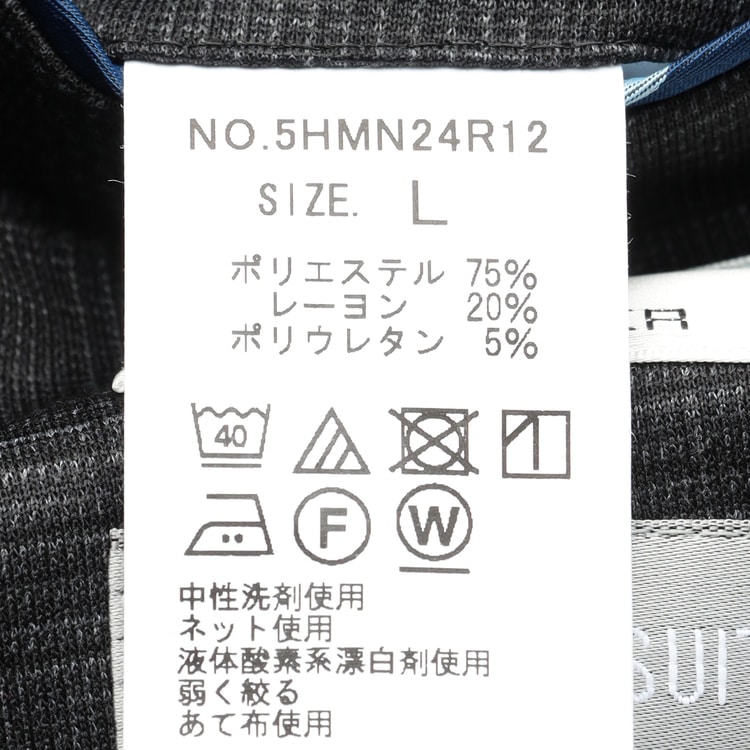 NO.5HMN24R12
SIZE. L
ポリエステル 75%
レーヨン 20%
ポリウレタン 5%
40
F W
中性洗剤使用
ネット使用
液体酸素系漂白剤使用
弱く絞る
あて布使用
SUIT